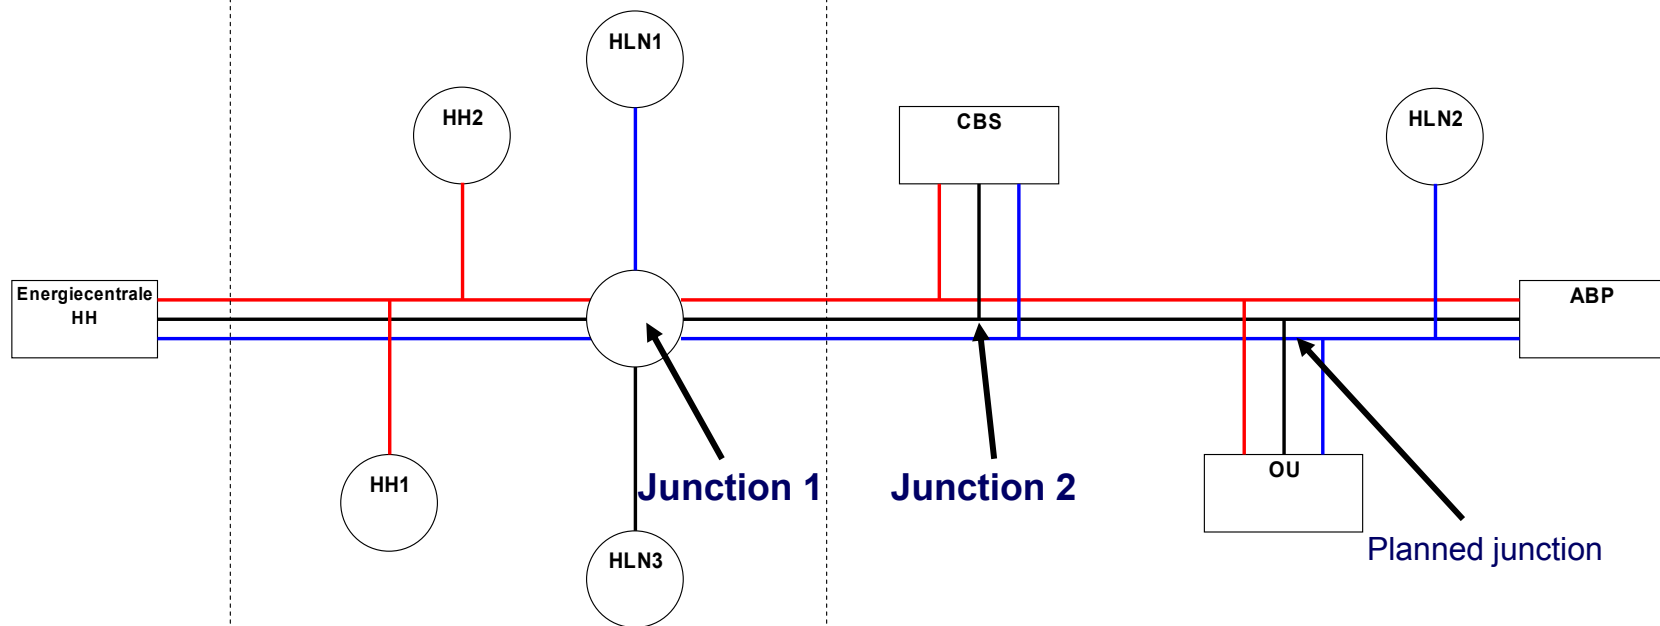 HLN1
HH2
CBS
HLN2
Energiecentrale
HH
ABP
HH1
Junction 1
Junction 2
OU
Planned junction
HLN3